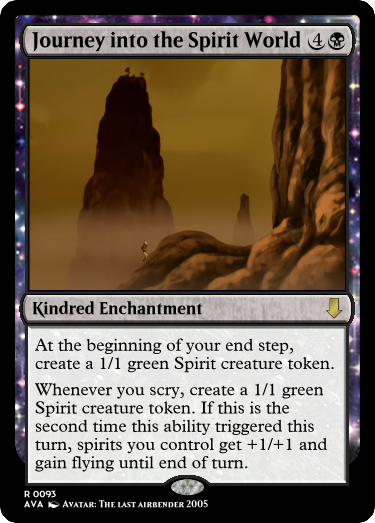 Journey into the Spirit World 4
Kindred Enchantment
At the beginning of your end step,
create a 1/1 green Spirit creature token.
Whenever you scry, create a 1/1 green
Spirit creature token. If this is the
second time this ability triggered this
turn, spirits you control get +1/+1 and
gain flying until end of turn.
R 0093
AVA Avatar: The last airbender 2005